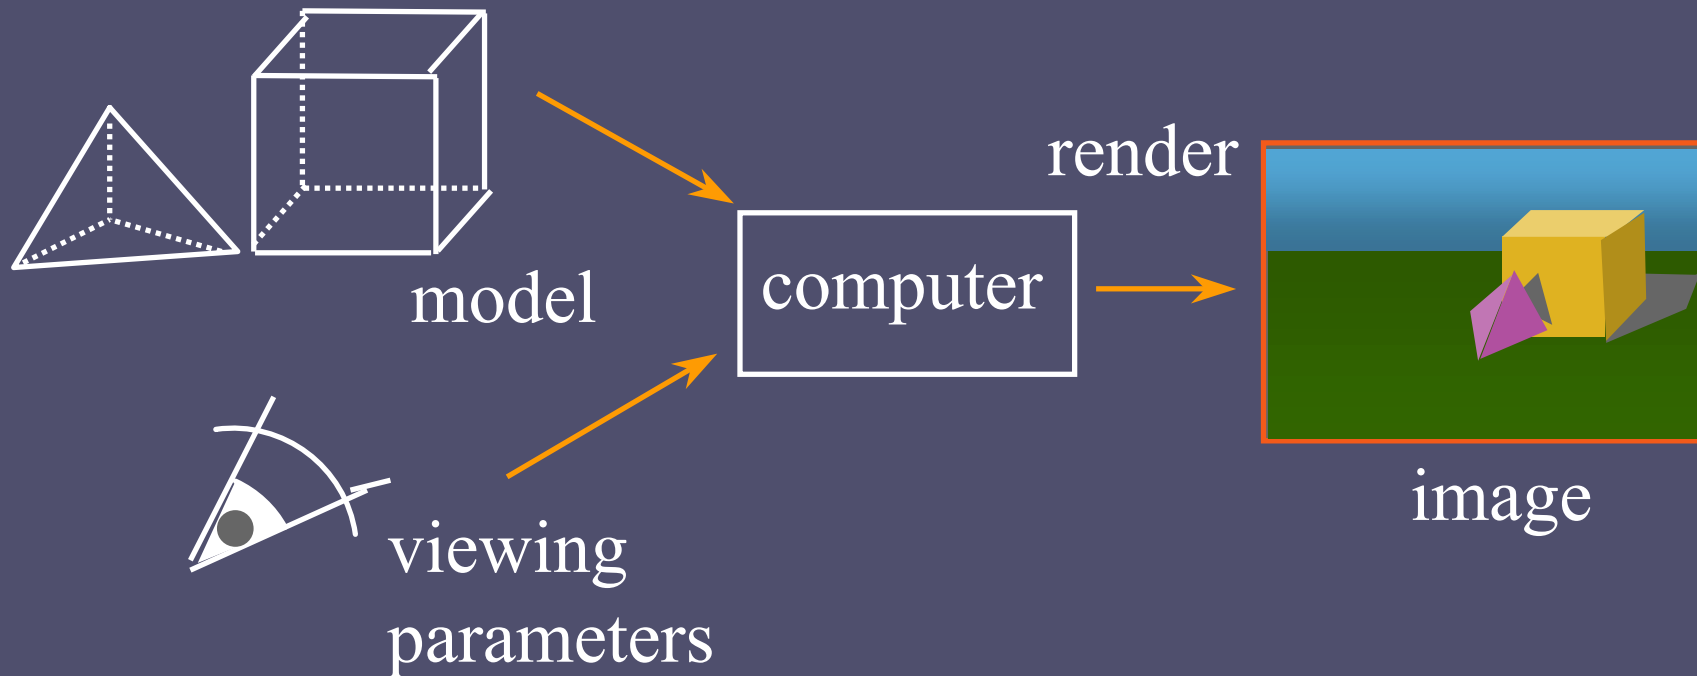 render
model
computer
image
viewing
parameters